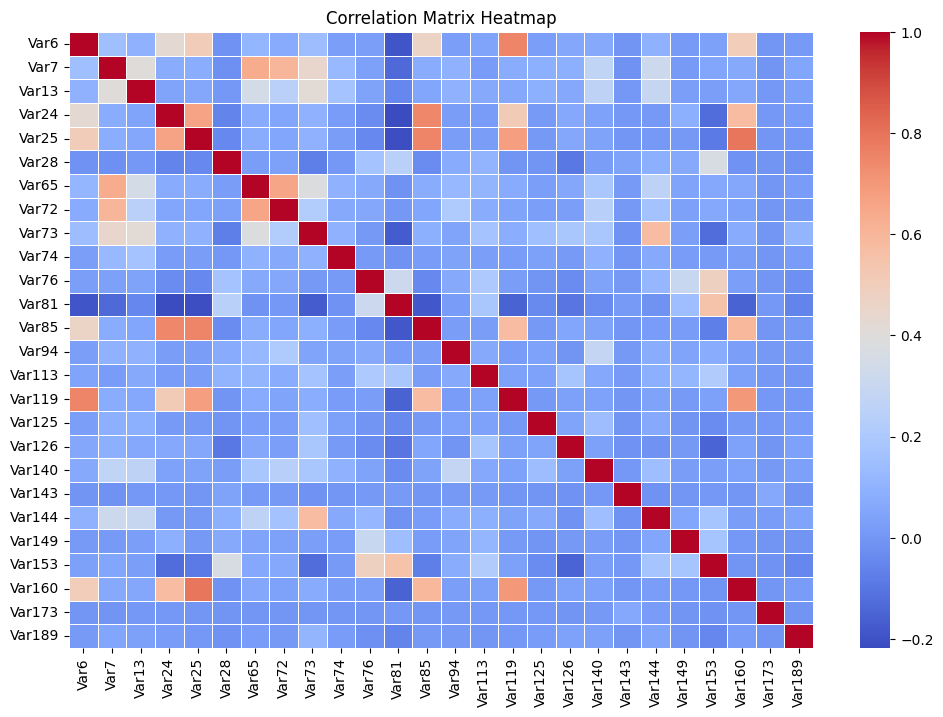 Correlation Matrix Heatmap
Var6
Var7
Var13
Var24
Var25
Var28
Var65
Var72
Var73
Var74
Var76
Var81
Var85
Var94
Var113
Var119
Var125
Var126
Var140
Var143
Var144
Var149
Var153
Var160
Var173
Var189
Var6 Var7 Var13 Var24 Var25 Var28 Var65 Var72 Var73 Var74 Var76 Var81 Var85 Var94 Var113 Var119 Var125 Var126 Var140 Var143 Var144 Var149 Var153 Var160 Var173 Var189
1.0
0.8
0.6
0.4
0.2
0.0
−0.2